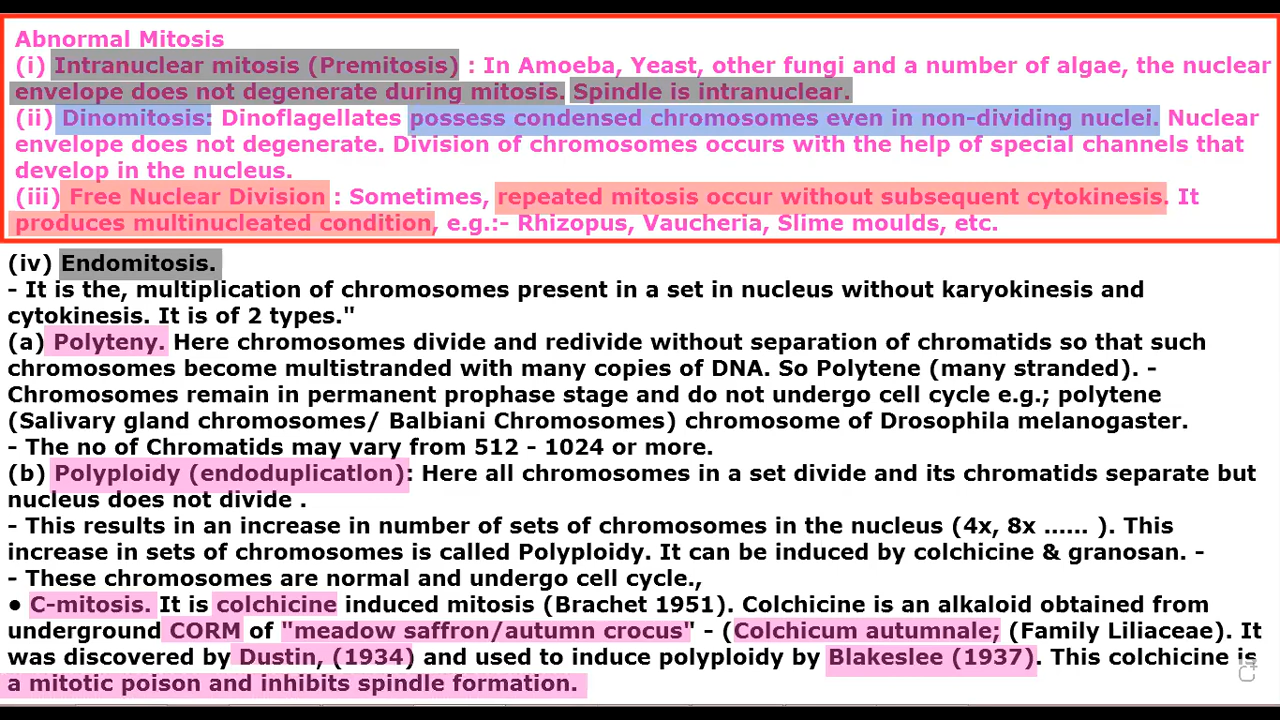 Abnormal Mitosis
(i) Intranuclear mitosis (Premitosis) : In Amoeba, Yeast, other fungi and a number of algae, the nuclear
envelope does not degenerate during mitosis. Spindle is intranuclear.
(ii) Dinomitosis: Dinoflagellates possess condensed chromosomes even in non-dividing nuclei. Nuclear
envelope does not degenerate. Division of chromosomes occurs with the help of special channels that
develop in the nucleus.
(iii) Free Nuclear Division : Sometimes, repeated mitosis occur without subsequent cytokinesis. It
produces multinucleated condition, e.g.:- Rhizopus, Vaucheria, Slime moulds, etc.
(iv) Endomitosis.
- It is the, multiplication of chromosomes present in a set in nucleus without karyokinesis and
cytokinesis. It is of 2 types."
(a) Polyteny. Here chromosomes divide and redivide without separation of chromatids so that such
chromosomes become multistranded with many copies of DNA. So Polytene (many stranded). -
Chromosomes remain in permanent prophase stage and do not undergo cell cycle e.g.; polytene
(Salivary gland chromosomes/ Balbiani Chromosomes) chromosome of Drosophila melanogaster.
- The no of Chromatids may vary from 512 - 1024 or more.
(b) Polyploidy (endoduplicatlon): Here all chromosomes in a set divide and its chromatids separate but
nucleus does not divide .
- This results in an increase in number of sets of chromosomes in the nucleus (4x, 8x ...... ). This
increase in sets of chromosomes is called Polyploidy. It can be induced by colchicine & granosan. -
- These chromosomes are normal and undergo cell cycle.,
● C-mitosis. It is colchicine induced mitosis (Brachet 1951). Colchicine is an alkaloid obtained from
underground CORM of "meadow saffron/autumn crocus" - (Colchicum autumnale; (Family Liliaceae). It
was discovered by Dustin, (1934) and used to induce polyploidy by Blakeslee (1937). This colchicine is
a mitotic poison and inhibits spindle formation.